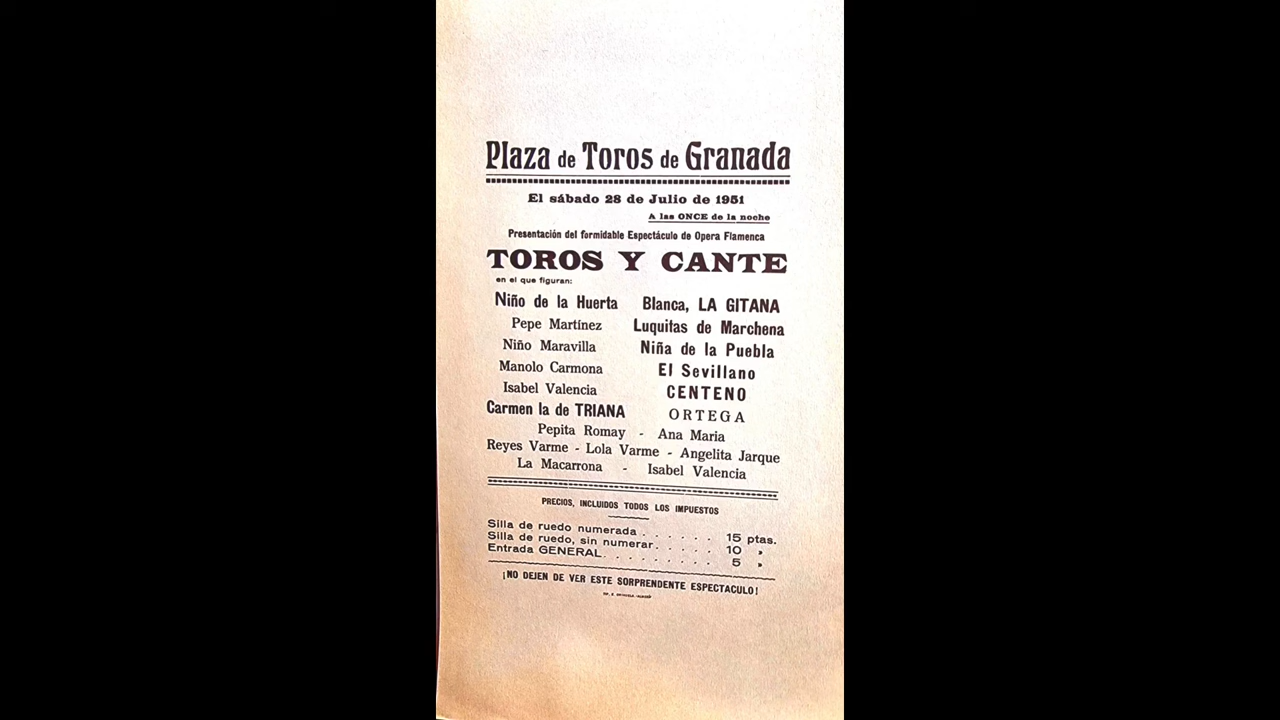 Plaza de Toros de Granada
El sábado 28 de Julio de 1951
A las ONCE de la noche
Presentación del formidable Espectáculo de Opera Flamenca
TOROS Y CANTE
en el que figuran:
Niño de la Huerta Blanca, LA GITANA
Pepe Martínez Luquitas de Marchena
Niño Maravilla Niña de la Puebla
Manolo Carmona El Sevillano
Isabel Valencia CENTENO
Carmen la de TRIANA ORTEGA
Pepita Romay - Ana Maria
Reyes Varme - Lola Varme - Angelita Jarque
La Macarrona - Isabel Valencia
PRECIOS, INCLUIDOS TODOS LOS IMPUESTOS
Silla de ruedo numerada . . . . . . 15 ptas.
Silla de ruedo, sin numerar . . . . . 10 »
Entrada GENERAL . . . . . . . . 5 »
¡NO DEJEN DE VER ESTE SORPRENDENTE ESPECTACULO!